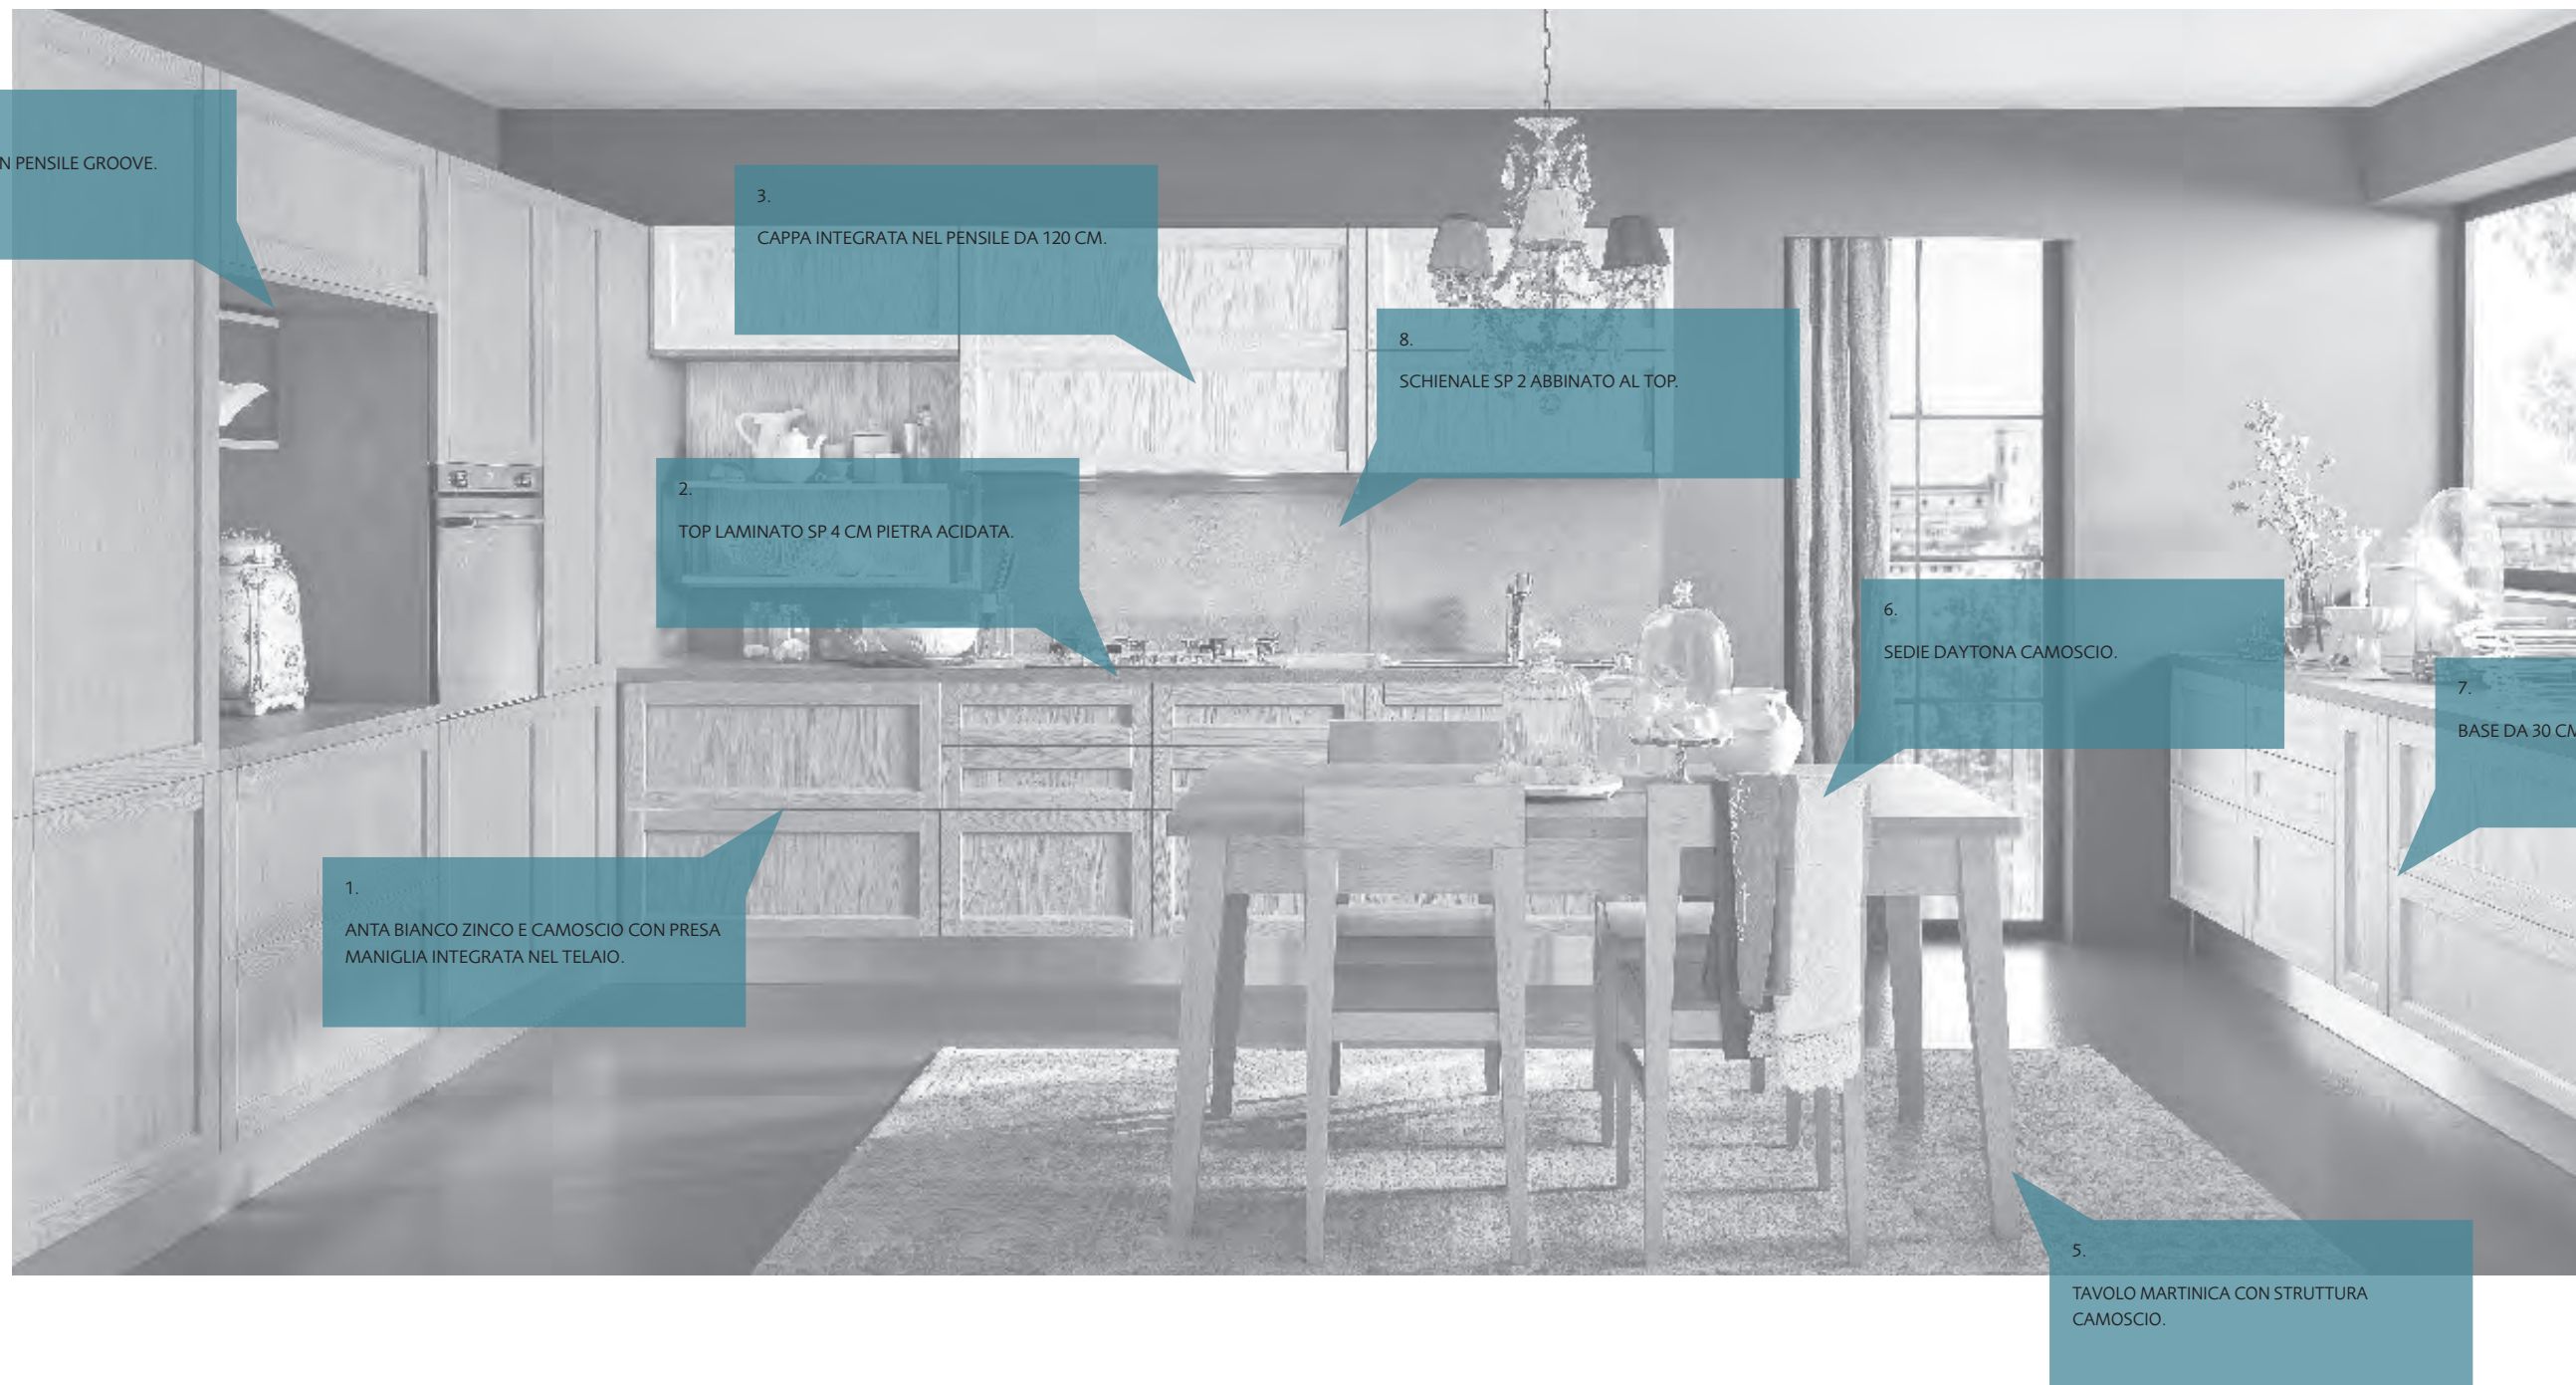 N PENSILE GROOVE.
3.
CAPPA INTEGRATA NEL PENSILE DA 120 CM.
8.
SCHIENALE SP 2 ABBINATO AL TOP.
2.
TOP LAMINATO SP 4 CM PIETRA ACIDATA.
6.
SEDIE DAYTONA CAMOSCIO.
7.
BASE DA 30 CM
1.
ANTA BIANCO ZINCO E CAMOSCIO CON PRESA
MANIGLIA INTEGRATA NEL TELAIO.
5.
TAVOLO MARTINICA CON STRUTTURA
CAMOSCIO.